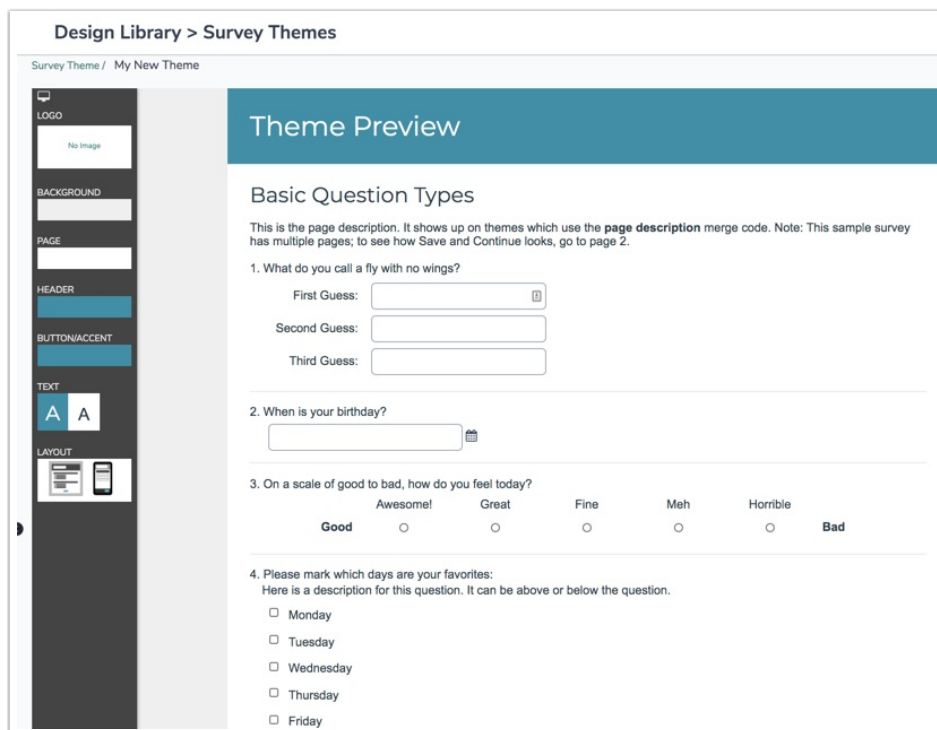 Design Library > Survey Themes
Survey Theme / My New Theme
LOGO
No Image
BACKGROUND
PAGE
HEADER
BUTTON/ACCENT
TEXT
A A
LAYOUT
Theme Preview
Basic Question Types
This is the page description. It shows up on themes which use the page description merge code. Note: This sample survey
has multiple pages; to see how Save and Continue looks, go to page 2.
1. What do you call a fly with no wings?
First Guess:
Second Guess:
Third Guess:
2. When is your birthday?
3. On a scale of good to bad, how do you feel today?
Awesome! Great Fine Meh Horrible
Good Bad
4. Please mark which days are your favorites:
Here is a description for this question. It can be above or below the question.
Monday
Tuesday
Wednesday
Thursday
Friday